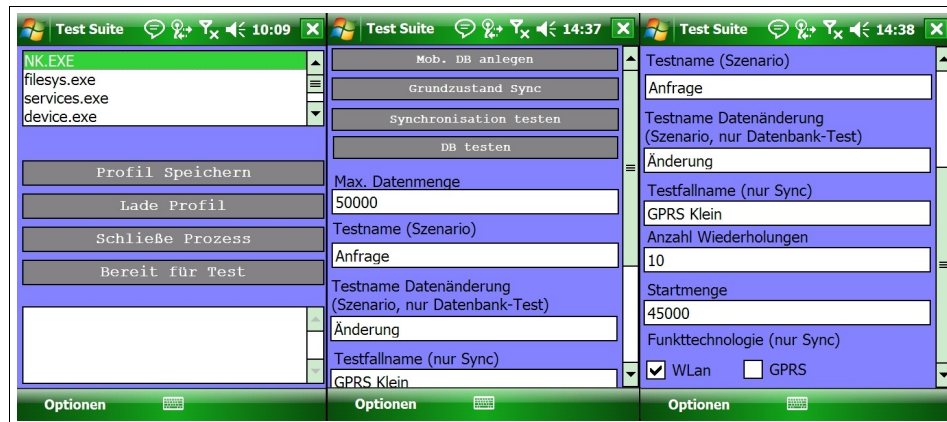 Test Suite 10:09
NK.EXE
filesys.exe
services.exe
device.exe
Profil Speichern
Lade Profil
Schließe Prozess
Bereit für Test
Optionen
Test Suite 14:37
Mob. DB anlegen
Grundzustand Sync
Synchronisation testen
DB testen
Max. Datenmenge
50000
Testname (Szenario)
Anfrage
Testname Datenänderung
(Szenario, nur Datenbank-Test)
Änderung
Testfallname (nur Sync)
GPRS Klein
Optionen
Test Suite 14:38
Testname (Szenario)
Anfrage
Testname Datenänderung
(Szenario, nur Datenbank-Test)
Änderung
Testfallname (nur Sync)
GPRS Klein
Anzahl Wiederholungen
10
Startmenge
45000
Funkttechnologie (nur Sync)
WLan GPRS
Optionen